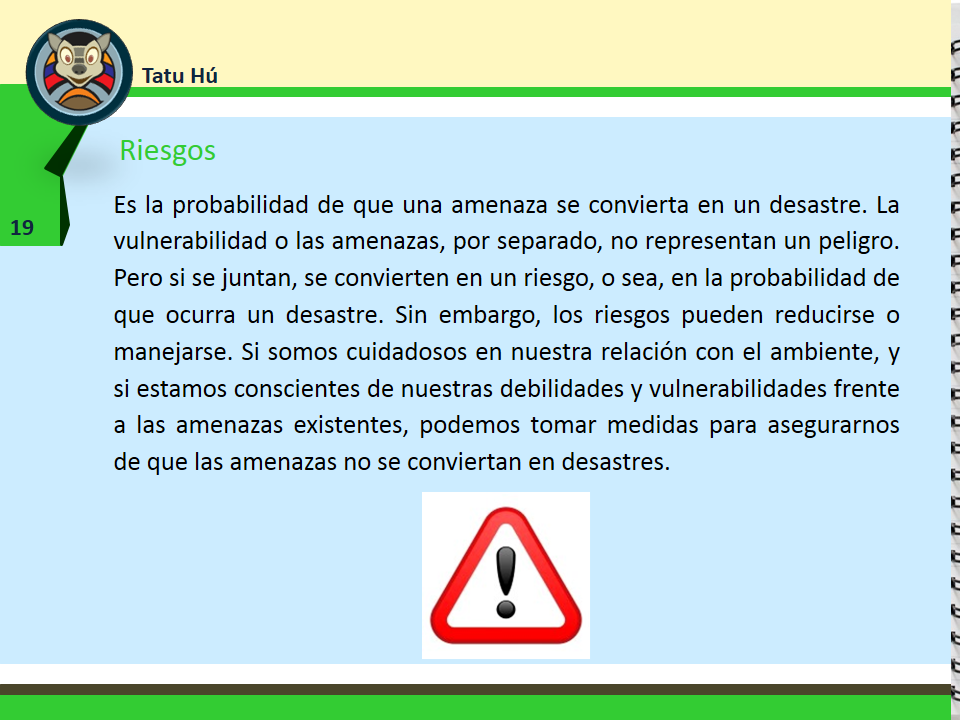 Tatu Hú
Riesgos
19
Es la probabilidad de que una amenaza se convierta en un desastre. La
vulnerabilidad o las amenazas, por separado, no representan un peligro.
Pero si se juntan, se convierten en un riesgo, o sea, en la probabilidad de
que ocurra un desastre. Sin embargo, los riesgos pueden reducirse o
manejarse. Si somos cuidadosos en nuestra relación con el ambiente, y
si estamos conscientes de nuestras debilidades y vulnerabilidades frente
a las amenazas existentes, podemos tomar medidas para asegurarnos
de que las amenazas no se conviertan en desastres.
!